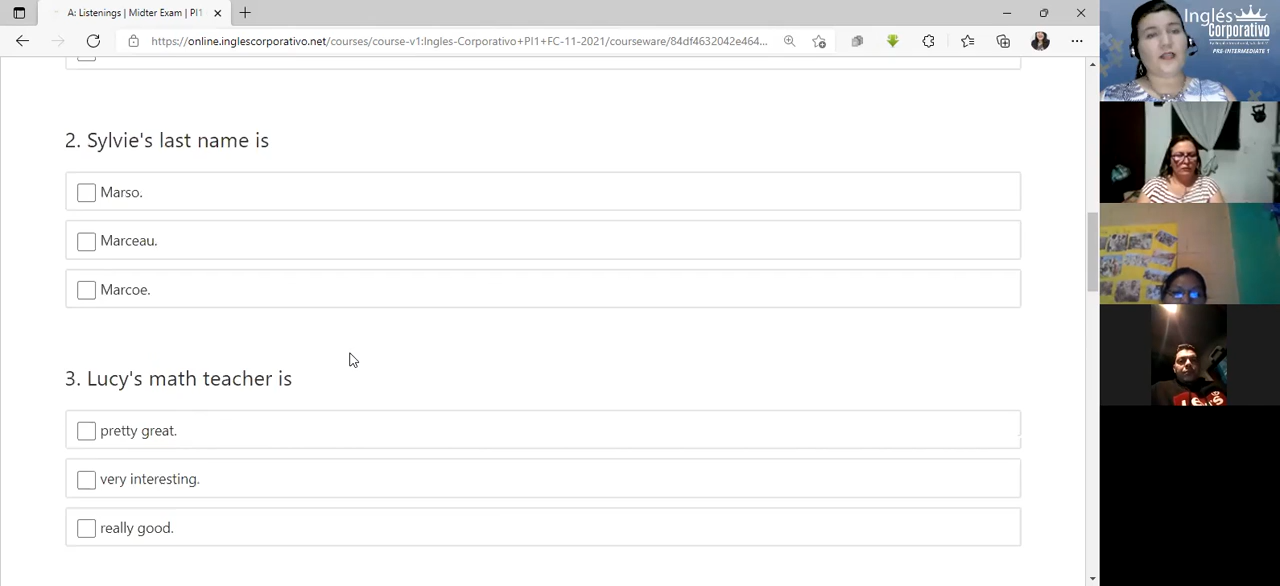 A: Listenings | Midter Exam | PI1
https://online.inglescorporativo.net/courses/course-v1:Ingles-Corporativo+PI1+FC-11-2021/courseware/84df4632042e464...
Inglés
Corporativo
PRE-INTERMEDIATE 1
2. Sylvie's last name is
Marso.
Marceau.
Marcoe.
3. Lucy's math teacher is
pretty great.
very interesting.
really good.